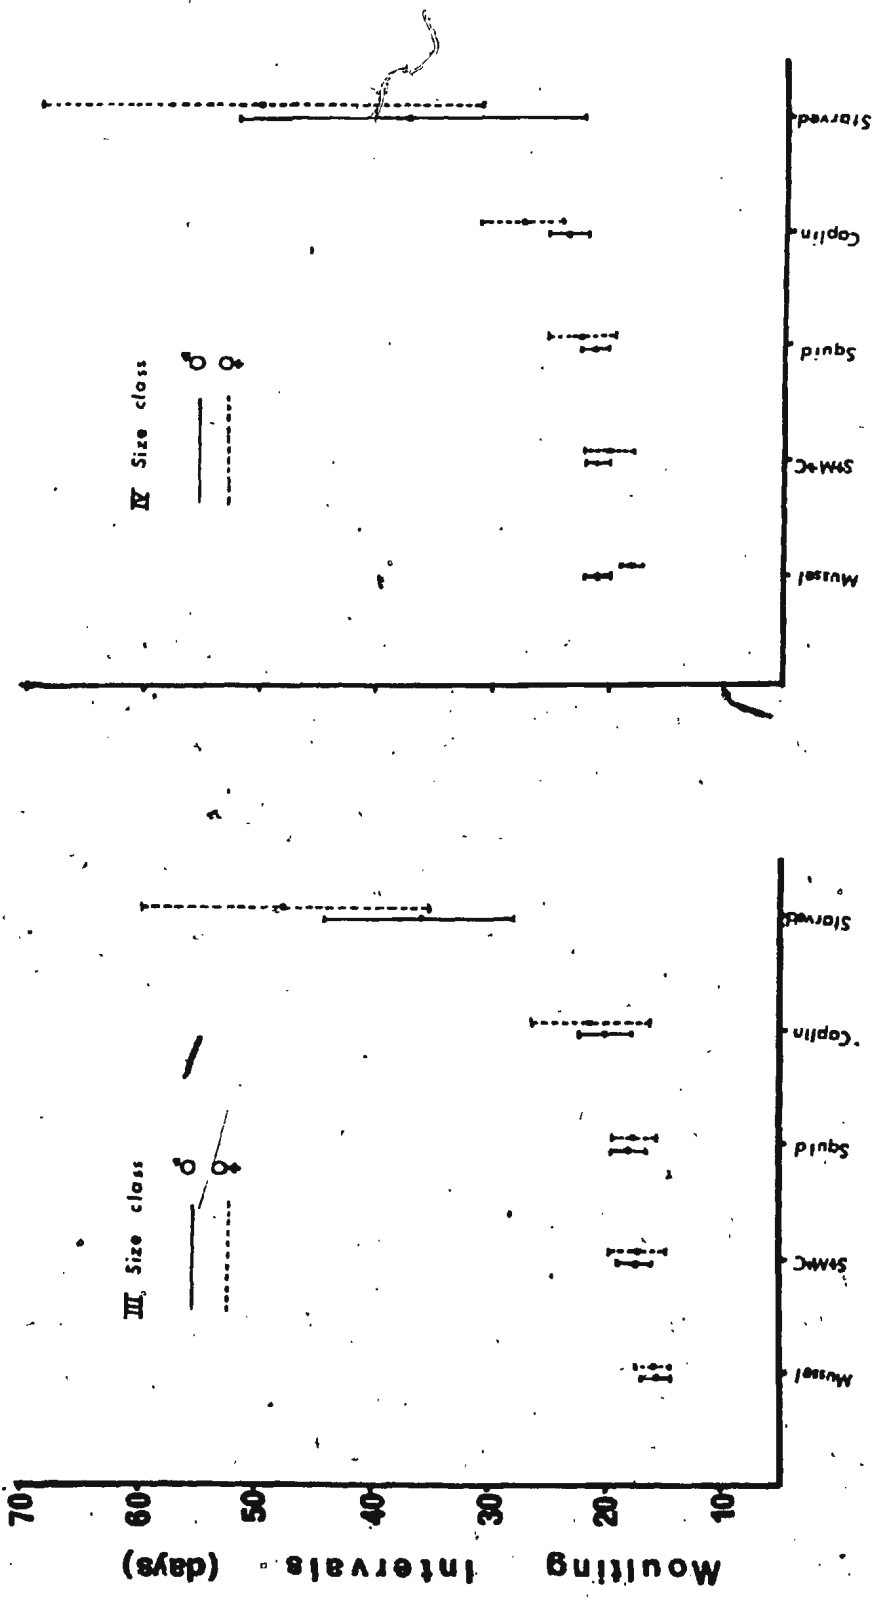 Moulting Intervals (days)
70
60
50
40
30
20
10
III Size class
♂
♀
Mussel
S+M+C
Squid
Caplin
Starved
IV Size class
♂
♀
Mussel
S+M+C
Squid
Caplin
Starved